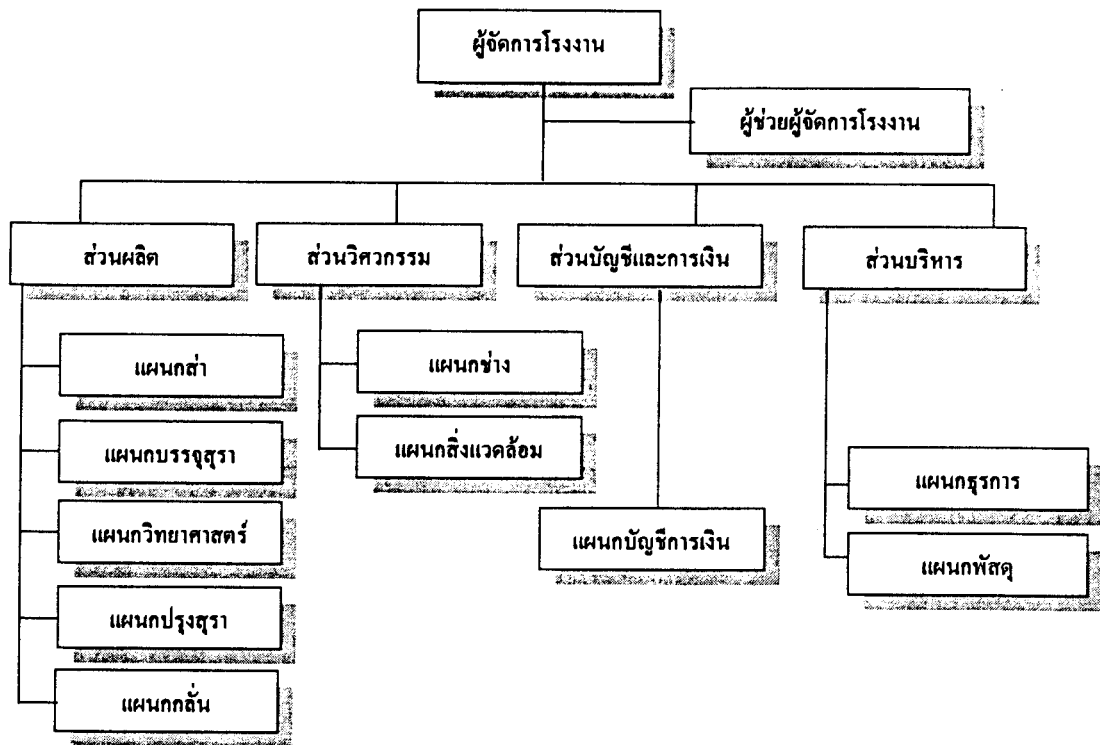 ผู้จัดการโรงงาน
ผู้ช่วยผู้จัดการโรงงาน
ส่วนผลิต
ส่วนวิศวกรรม
ส่วนบัญชีและการเงิน
ส่วนบริหาร
แผนกส่า
แผนกบรรจุสุรา
แผนกวิทยาศาสตร์
แผนกปรุงสุรา
แผนกกลั่น
แผนกช่าง
แผนกสิ่งแวดล้อม
แผนกบัญชีการเงิน
แผนกธุรการ
แผนกพัสดุ